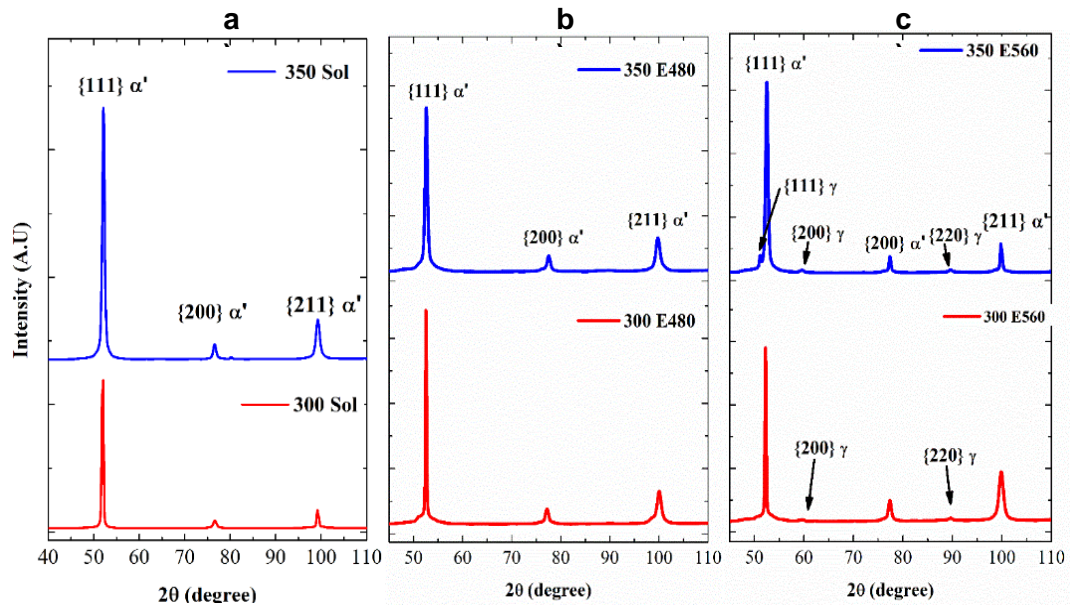 a
b
c
350 Sol
{111} α'
{200} α'
{211} α'
300 Sol
Intensity (A.U)
40 50 60 70 80 90 100 110
2θ (degree)
350 E480
{111} α'
{200} α'
{211} α'
300 E480
50 60 70 80 90 100 110
2θ (degree)
350 E560
{111} α'
{111} γ
{200} γ
{200} α'
{220} γ
{211} α'
300 E560
{200} γ
{220} γ
50 60 70 80 90 100 110
2θ (degree)